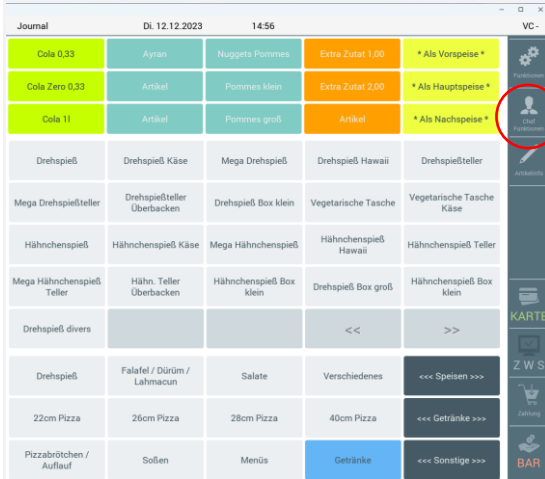 Journal Di. 12.12.2023 14:56 VC-
Cola 0,33 Ayran Nuggets Pommes Extra Zutat 1,00 * Als Vorspeise *
Funktionen
Cola Zero 0,33 Artikel Pommes klein Extra Zutat 2,00 * Als Hauptspeise *
Chef
Funktionen
Cola 1l Artikel Pommes groß Artikel * Als Nachspeise *
Drehspieß Drehspieß Käse Mega Drehspieß Drehspieß Hawaii Drehspießteller
Artikelinfo
Mega Drehspießteller Drehspießteller
Überbacken Drehspieß Box klein Vegetarische Tasche Vegetarische Tasche
Käse
Hähnchenspieß Hähnchenspieß Käse Mega Hähnchenspieß Hähnchenspieß
Hawaii Hähnchenspieß Teller
Mega Hähnchenspieß
Teller Hähn. Teller
Überbacken Hähnchenspieß Box
klein Drehspieß Box groß Hähnchenspieß Box
klein
KARTE
Drehspieß divers << >>
Drehspieß Falafel / Dürüm /
Lahmacun Salate Verschiedenes <<< Speisen >>>
Z W S
22cm Pizza 26cm Pizza 28cm Pizza 40cm Pizza <<< Getränke >>>
Zahlung
Pizzabrötchen /
Auflauf Soßen Menüs Getränke <<< Sonstige >>>
BAR